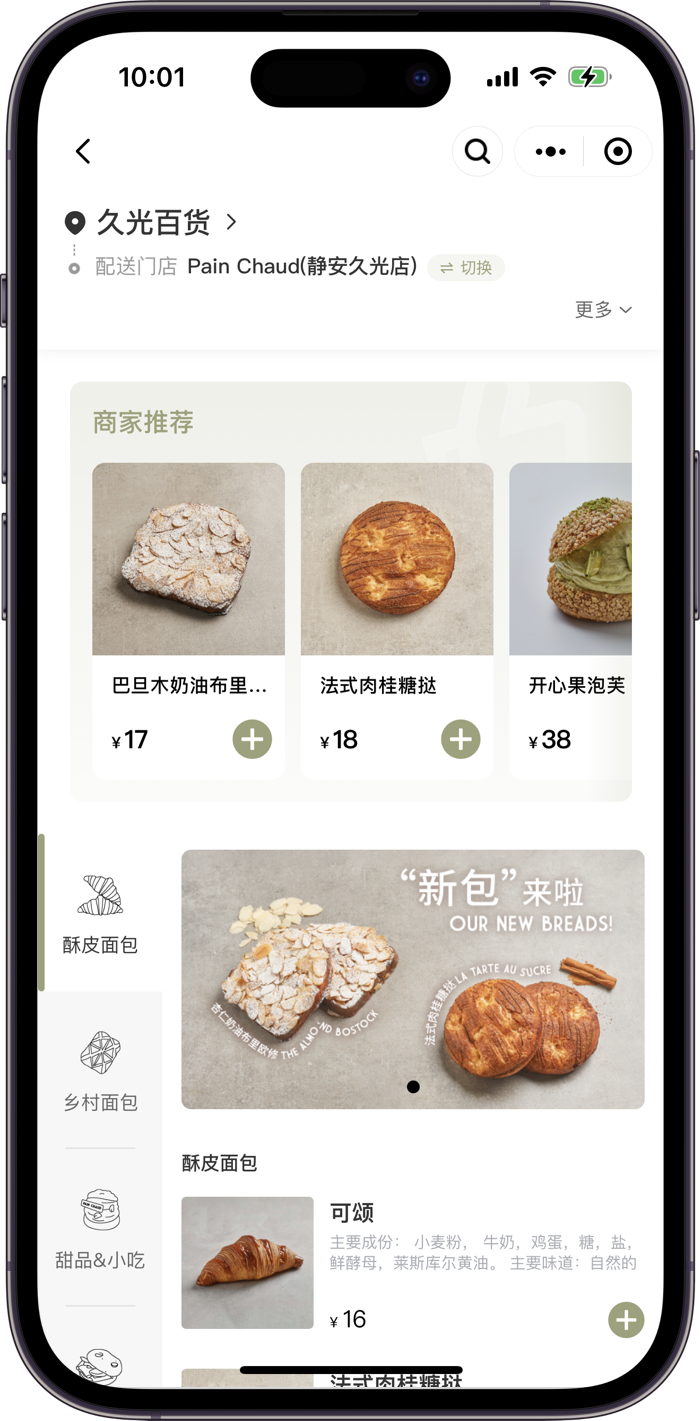 10:01
久光百货
配送门店 Pain Chaud(静安久光店) 切换
更多
商家推荐
巴旦木奶油布里...
¥17
法式肉桂糖挞
¥18
开心果泡芙
¥38
酥皮面包
乡村面包
甜品&小吃
“新包”来啦
OUR NEW BREADS!
杏仁奶油布里欧修 THE ALMOND BOSTOCK
法式肉桂糖挞 LA TARTE AU SUCRE
酥皮面包
可颂
主要成份： 小麦粉， 牛奶，鸡蛋，糖，盐，
鲜酵母，莱斯库尔黄油。 主要味道：自然的
¥16
法式肉桂糖挞